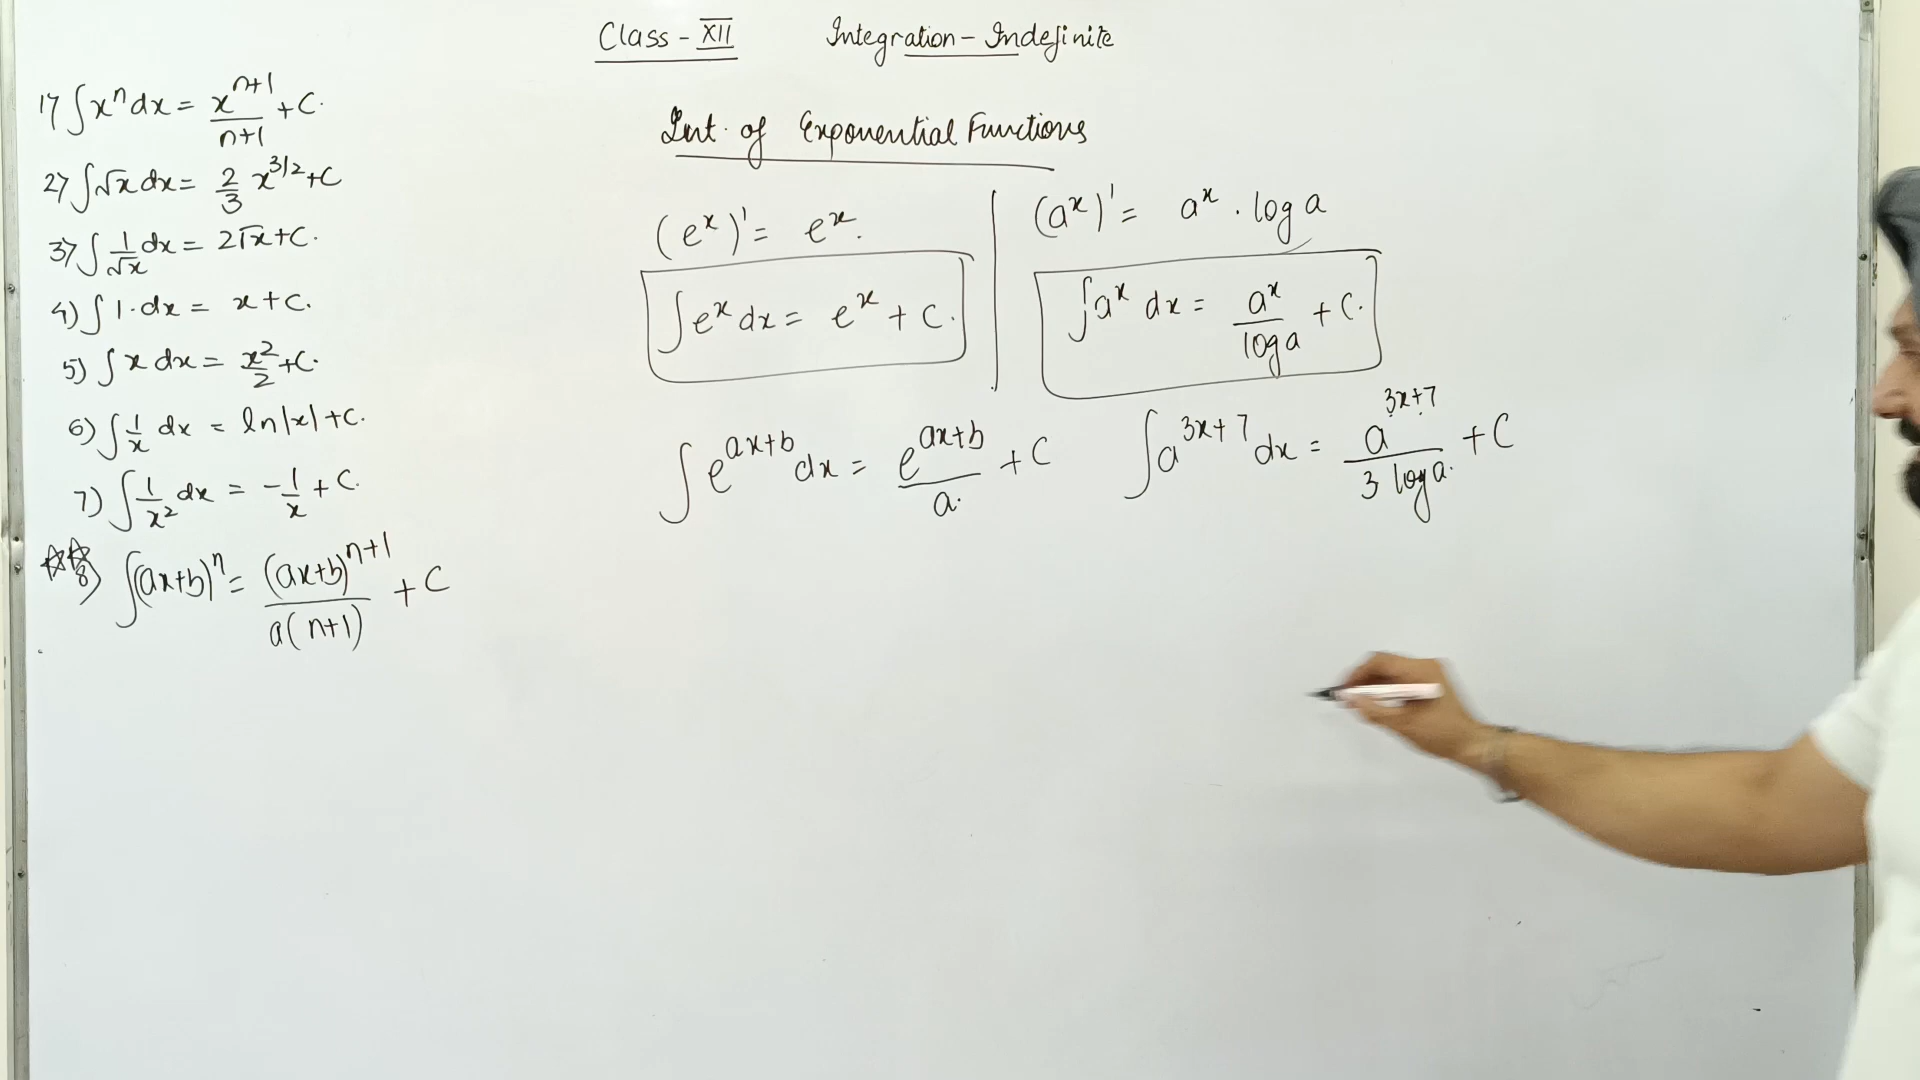 Class - XII Integration - Indefinite
1) ∫xⁿdx = x^(n+1)/(n+1) + C.
2) ∫√x dx = 2/3 x^(3/2) + C
3) ∫1/√x dx = 2√x + C.
4) ∫1·dx = x + C.
5) ∫x dx = x²/2 + C.
6) ∫1/x dx = ln|x| + C.
7) ∫1/x² dx = -1/x + C.
☆☆ 8) ∫(ax+b)ⁿ = (ax+b)^(n+1)/a(n+1) + C
Int. of Exponential Functions
(eˣ)' = eˣ.
∫eˣ dx = eˣ + C.
(aˣ)' = aˣ . log a
∫aˣ dx = aˣ/log a + C.
∫e^(ax+b) dx = e^(ax+b)/a. + C
∫a^(3x+7) dx = a^(3x+7)/3 log a. + C